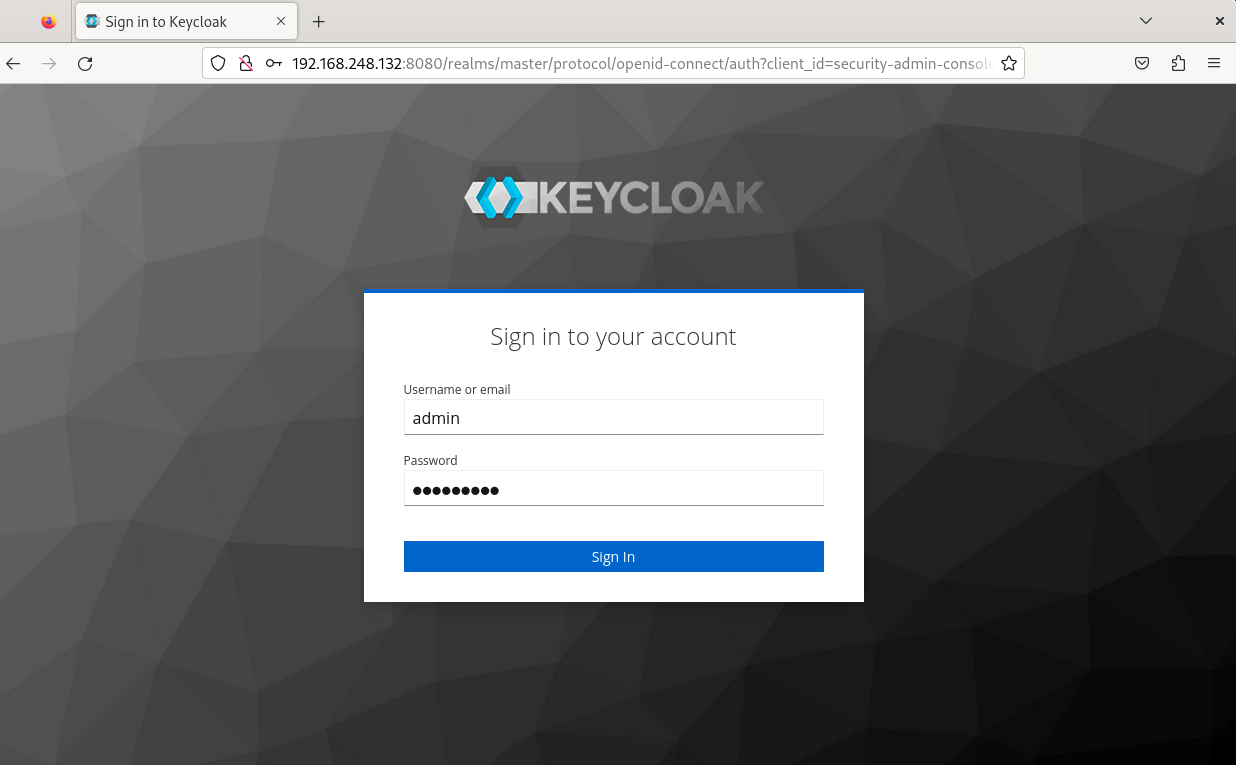 Sign in to Keycloak
192.168.248.132:8080/realms/master/protocol/openid-connect/auth?client_id=security-admin-console
KEYCLOAK
Sign in to your account
Username or email
admin
Password
●●●●●●●●●
Sign In